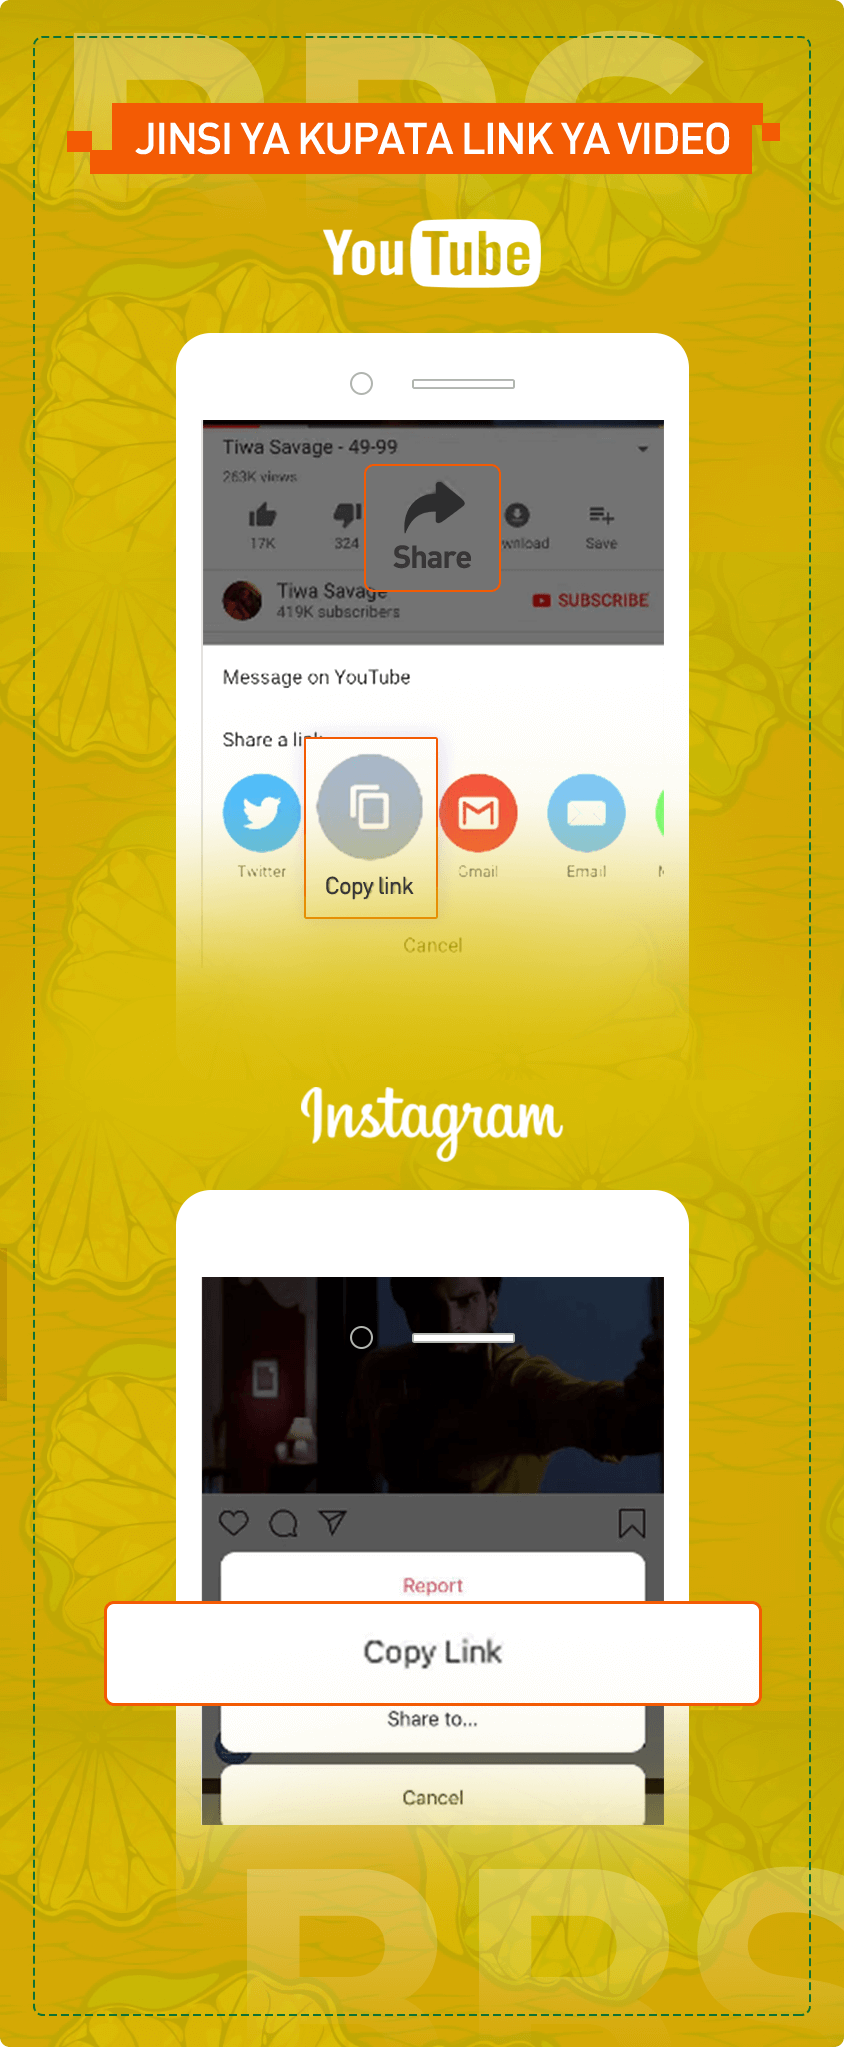 RRS
JINSI YA KUPATA LINK YA VIDEO
YouTube
Tiwa Savage - 49-99
263K views
17K 324 wnload Save
Share
Tiwa Savage
419K subscribers
SUBSCRIBE
Message on YouTube
Share a link
Twitter Copy link Gmail Email
Cancel
Instagram
Report
Copy Link
Share to...
Cancel